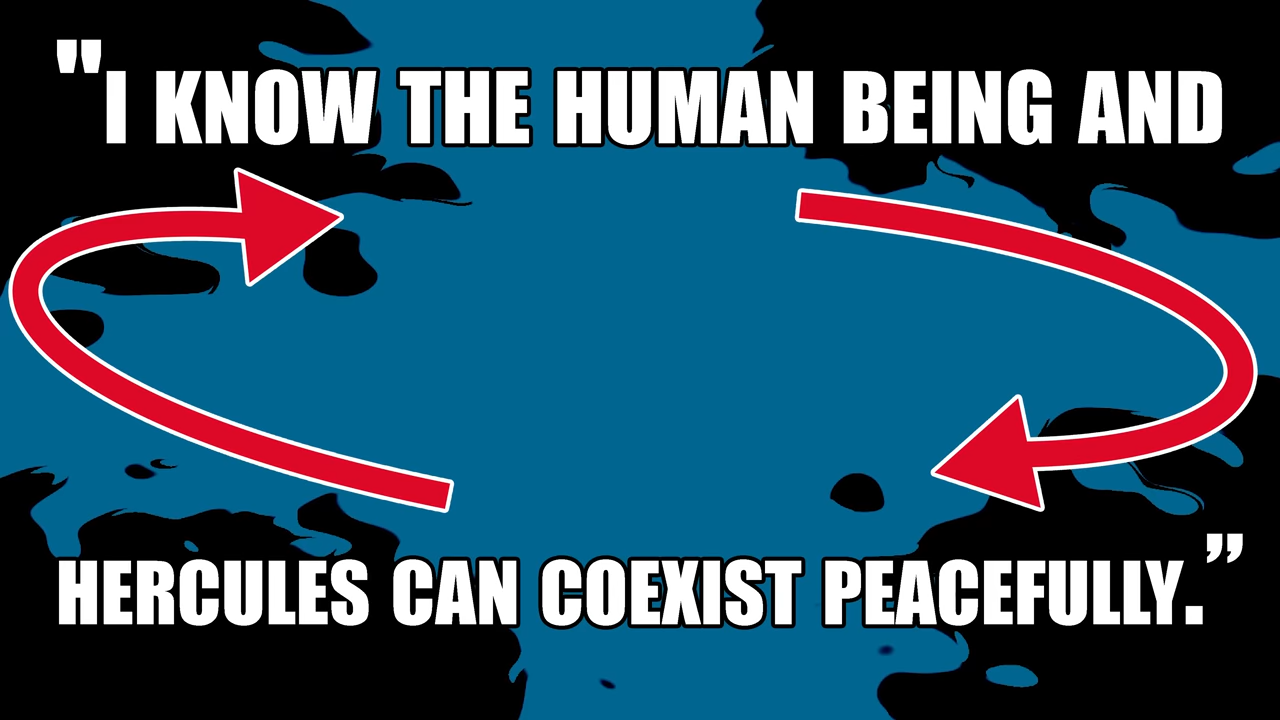 "I KNOW THE HUMAN BEING AND
HERCULES CAN COEXIST PEACEFULLY.”